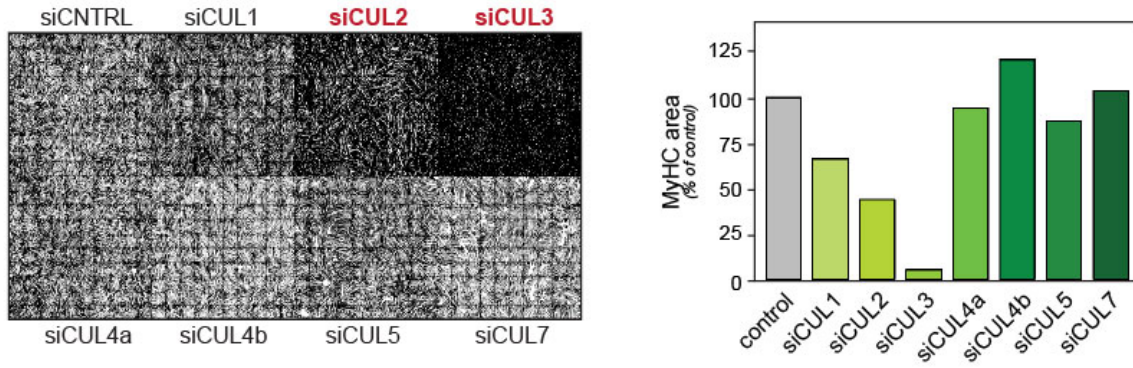 siCNTRL siCUL1 siCUL2 siCUL3
siCUL4a siCUL4b siCUL5 siCUL7
MyHC area
(% of control)
125
100
75
50
25
0
control siCUL1 siCUL2 siCUL3 siCUL4a siCUL4b siCUL5 siCUL7